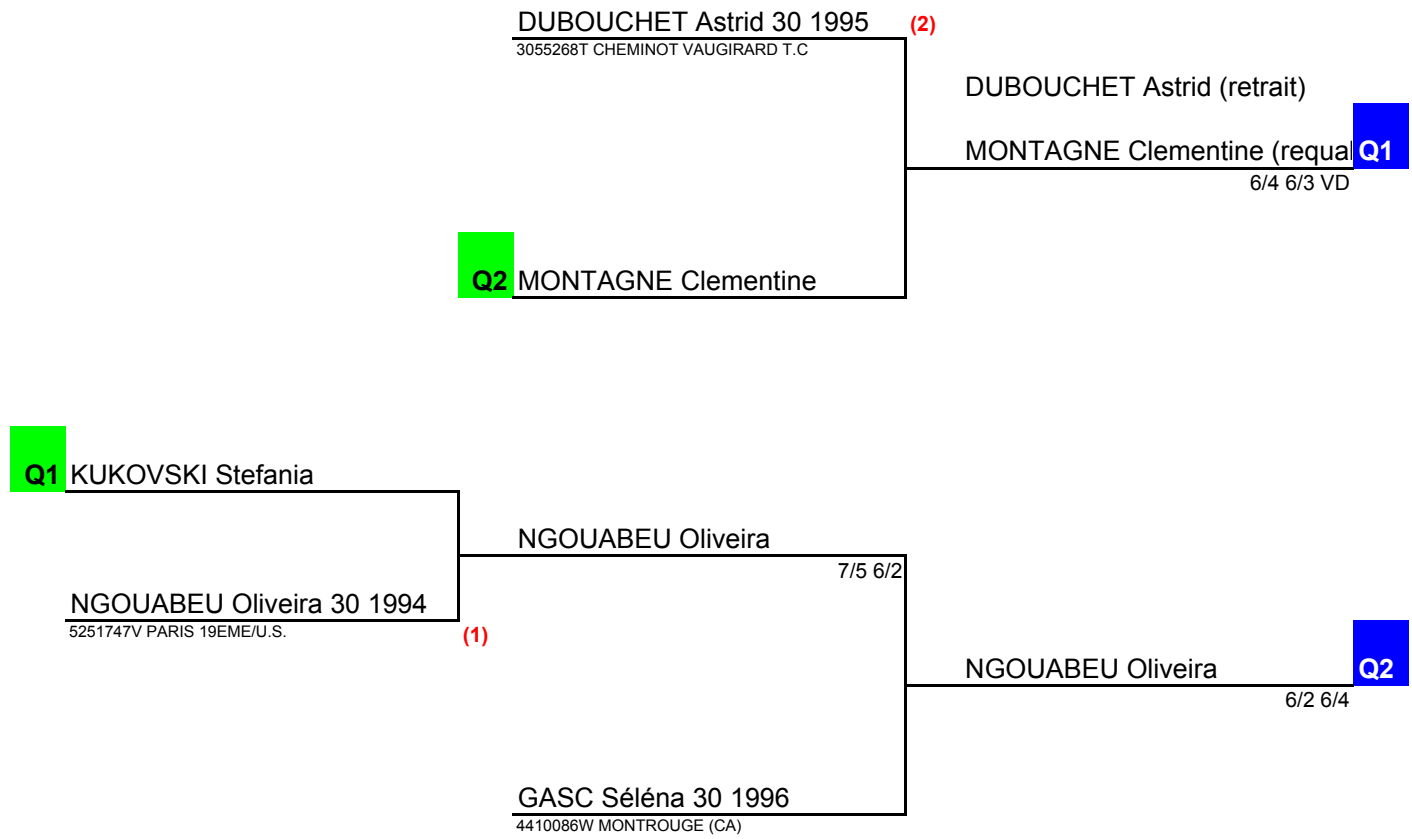 DUBOUCHET Astrid 30 1995 (2)
3055268T CHEMINOT VAUGIRARD T.C
DUBOUCHET Astrid (retrait)
MONTAGNE Clementine (requal Q1
6/4 6/3 VD
Q2 MONTAGNE Clementine
Q1 KUKOVSKI Stefania
NGOUABEU Oliveira
7/5 6/2
NGOUABEU Oliveira 30 1994
5251747V PARIS 19EME/U.S. (1)
NGOUABEU Oliveira Q2
6/2 6/4
GASC Séléna 30 1996
4410086W MONTROUGE (CA)